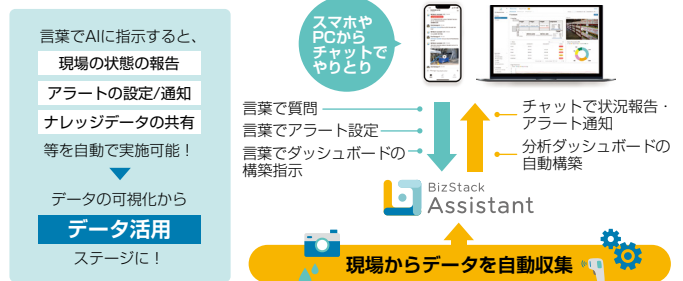 言葉でAIに指示すると、
現場の状態の報告
アラートの設定/通知
ナレッジデータの共有
等を自動で実施可能！
データの可視化から
データ活用
ステージに！
スマホや
PCから
チャットで
やりとり
言葉で質問
言葉でアラート設定
言葉でダッシュボードの
構築指示
チャットで状況報告・
アラート通知
分析ダッシュボードの
自動構築
BizStack
Assistant
現場からデータを自動収集